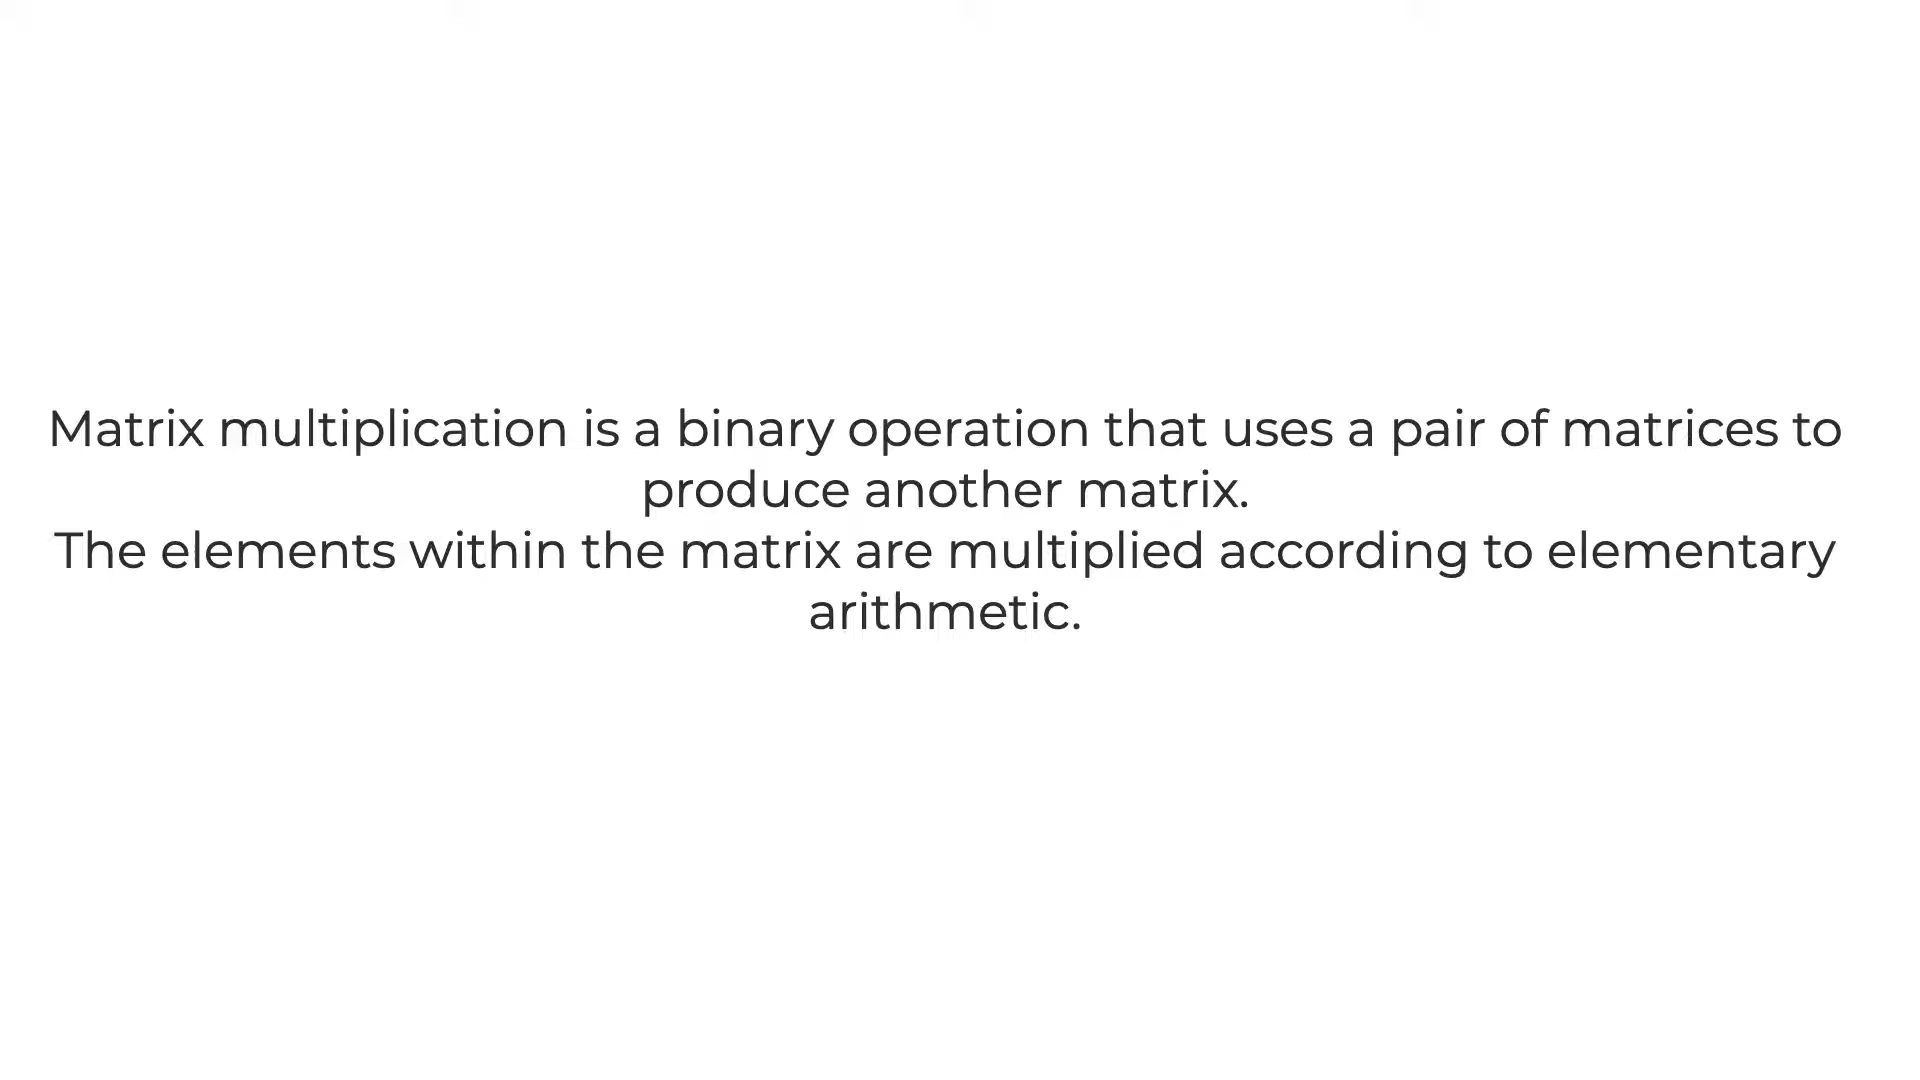 Matrix multiplication is a binary operation that uses a pair of matrices to
produce another matrix.
The elements within the matrix are multiplied according to elementary
arithmetic.